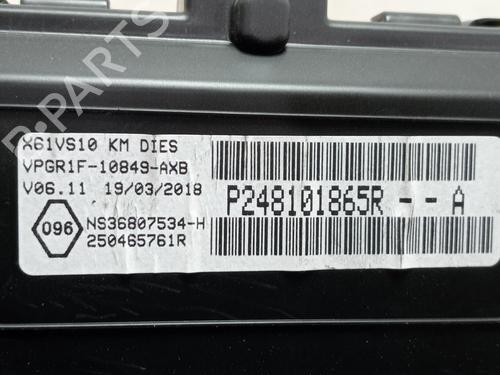 B-PARTS
X61VS10 KM DIES
VPGR1F-10849-AXB
V06.11 19/03/2018
096
NS36807534-H
250465761R
P248101865R -- A